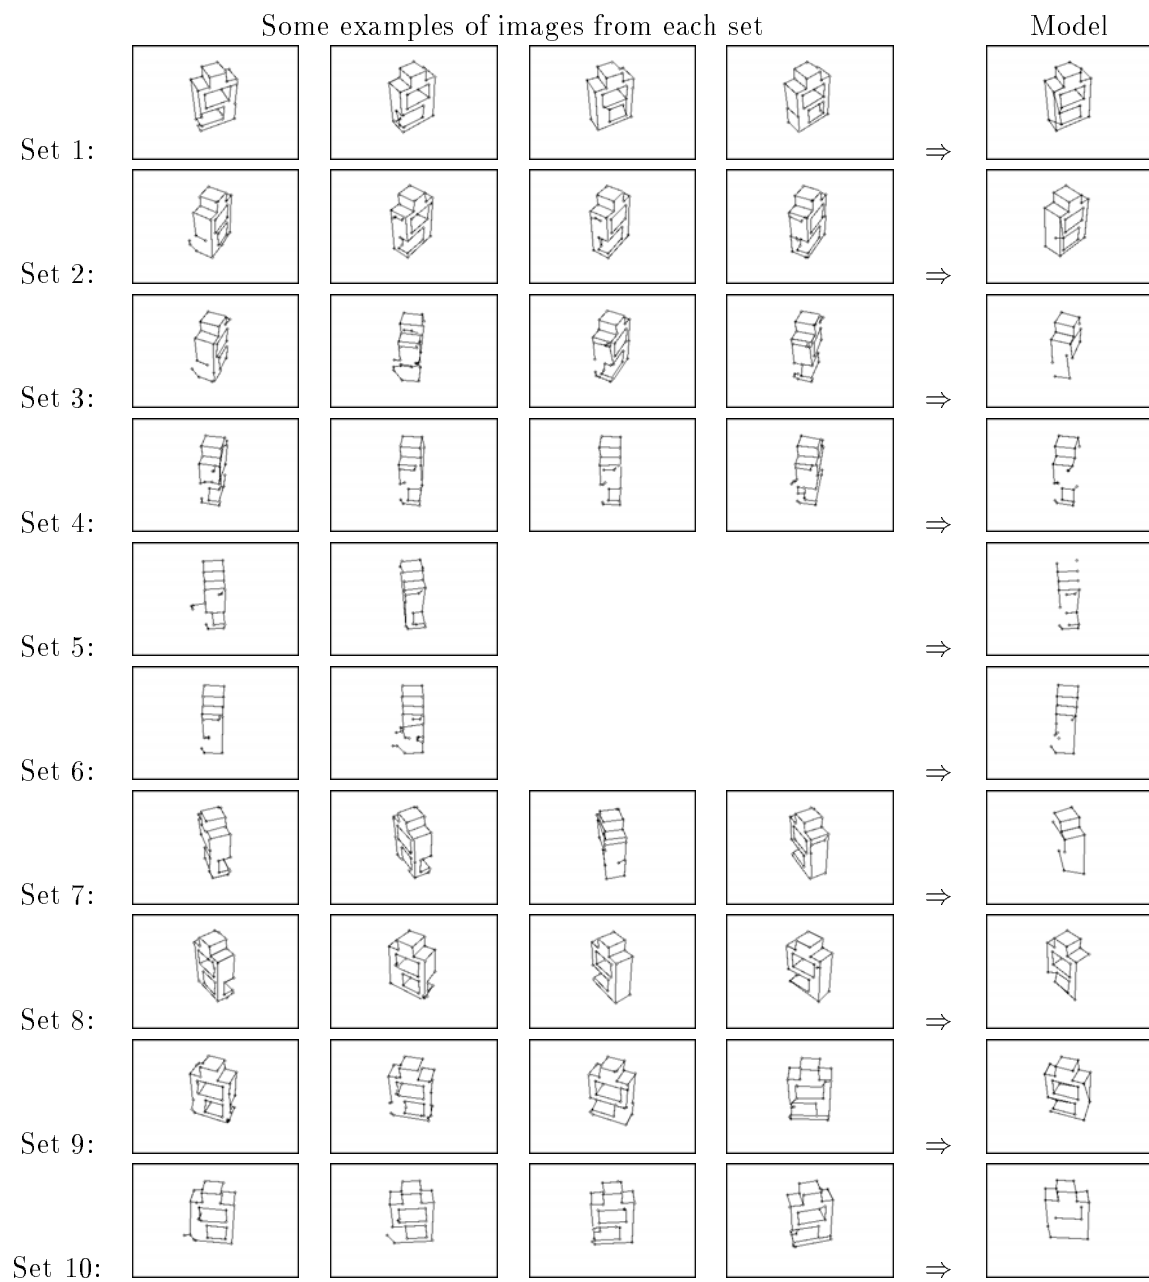 Some examples of images from each set Model
Set 1: ⇒
Set 2: ⇒
Set 3: ⇒
Set 4: ⇒
Set 5: ⇒
Set 6: ⇒
Set 7: ⇒
Set 8: ⇒
Set 9: ⇒
Set 10: ⇒